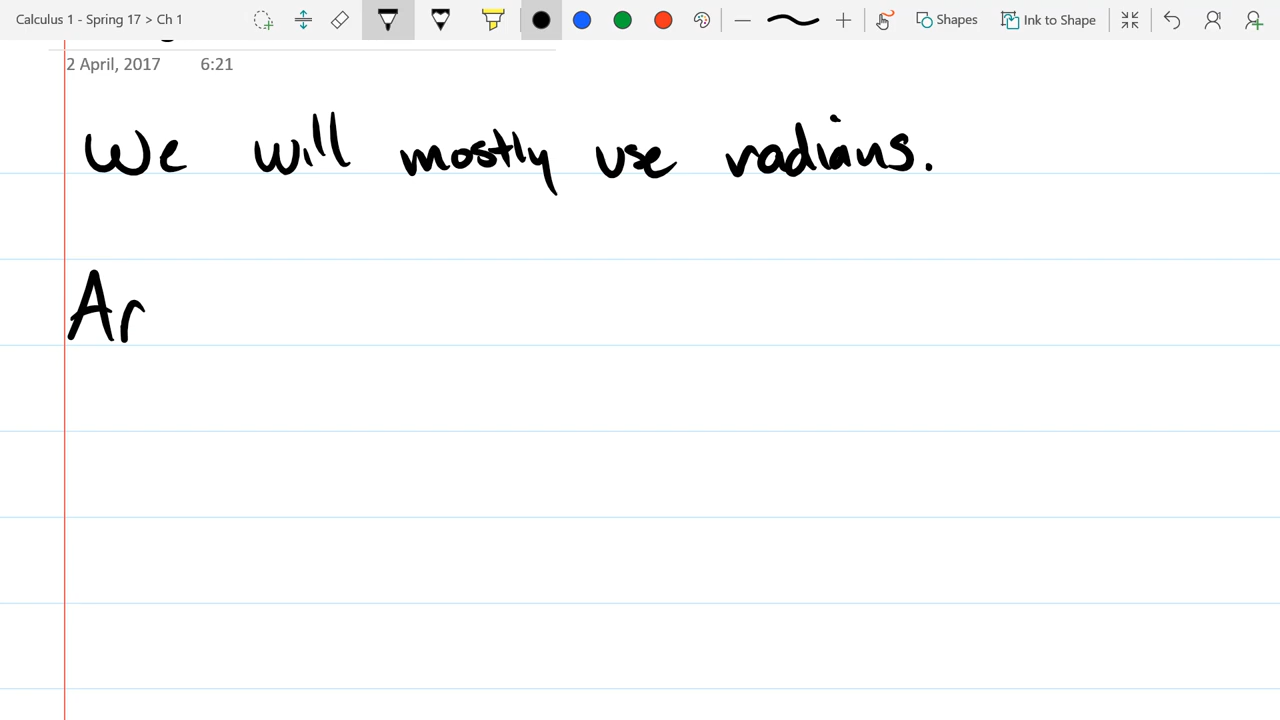 Calculus 1 - Spring 17 > Ch 1
Shapes
Ink to Shape
2 April, 2017 6:21
We will mostly use radians.
Ar